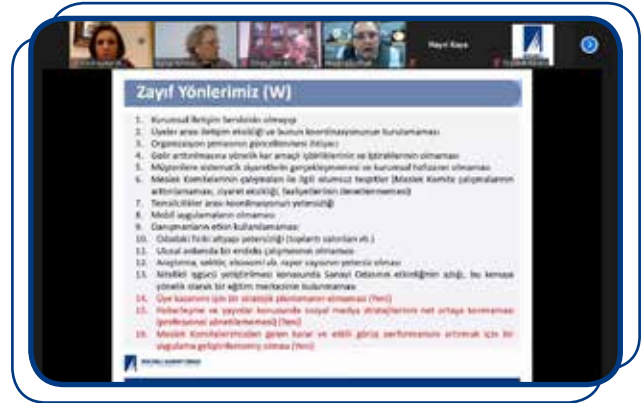 Hayri Kaya
Zayıf Yönlerimiz (W)
1. Kurumsal iletişim biriminin olmayışı
2. Üyeler arası iletişim eksikliği ve bunun koordinasyonunun kurulamaması
3. Organizasyon şemasının güncellenmesi ihtiyacı
4. Gelir arttırılmasına yönelik kar amaçlı işbirliklerinin ve iştiraklerinin olmaması
5. Müşterilere sistematik ziyaretlerin gerçekleşmemesi ve kurumsal hafızanın olmaması
6. Meslek Komitelerinin çalışmaları ile ilgili olumsuz tespitler (Meslek Komite çalışmalarının
arttırılamaması, ziyaret eksikliği, faaliyetlerinin denetlenmemesi)
7. Temsilcilikler arası koordinasyonun yetersizliği
8. Mobil uygulamaların olmaması
9. Danışmanların etkin kullanılamaması
10. Odadaki fiziki altyapı yetersizliği (toplantı salonları vb.)
11. Ulusal anlamda bir endeks çalışmasının olmaması
12. Araştırma, sektör, ekonomi vb. rapor sayısının yetersiz olması
13. Nitelikli işgücü yetiştirilmesi konusunda Sanayi Odasının etkinliğinin azlığı, bu konuya
yönelik olarak bir eğitim merkezinin bulunmaması
14. Üye kazanımı için bir stratejik planlamanın olmaması (Yeni)
15. Haberleşme ve yayınlar konusunda sosyal medya stratejilerinin net ortaya konmaması
(profesyonel yönetilememesi) (Yeni)
16. Meslek Komitelerimizden gelen karar ve etkili görüş performansını artırmak için bir
uygulama geliştirilememiş olması (Yeni)